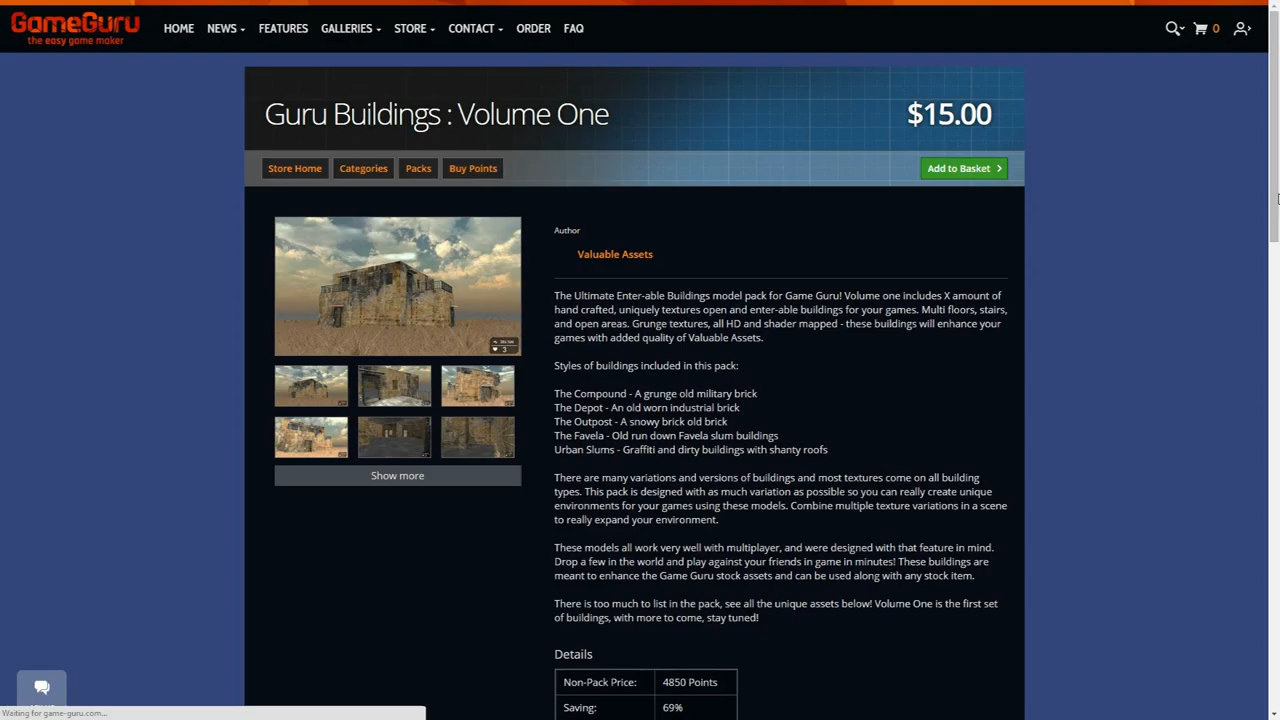 GameGuru
the easy game maker
HOME NEWS FEATURES GALLERIES STORE CONTACT ORDER FAQ
0
Guru Buildings : Volume One
$15.00
Store Home Categories Packs Buy Points
Add to Basket
Author
Valuable Assets
The Ultimate Enter-able Buildings model pack for Game Guru! Volume one includes X amount of
hand crafted, uniquely textures open and enter-able buildings for your games. Multi floors, stairs,
and open areas. Grunge textures, all HD and shader mapped - these buildings will enhance your
games with added quality of Valuable Assets.
Styles of buildings included in this pack:
The Compound - A grunge old military brick
The Depot - An old worn industrial brick
The Outpost - A snowy brick old brick
The Favela - Old run down Favela slum buildings
Urban Slums - Graffiti and dirty buildings with shanty roofs
There are many variations and versions of buildings and most textures come on all building
types. This pack is designed with as much variation as possible so you can really create unique
environments for your games using these models. Combine multiple texture variations in a scene
to really expand your environment.
These models all work very well with multiplayer, and were designed with that feature in mind.
Drop a few in the world and play against your friends in game in minutes! These buildings are
meant to enhance the Game Guru stock assets and can be used along with any stock item.
There is too much to list in the pack, see all the unique assets below! Volume One is the first set
of buildings, with more to come, stay tuned!
Show more
Details
Non-Pack Price: 4850 Points
Saving: 69%
Waiting for game-guru.com...